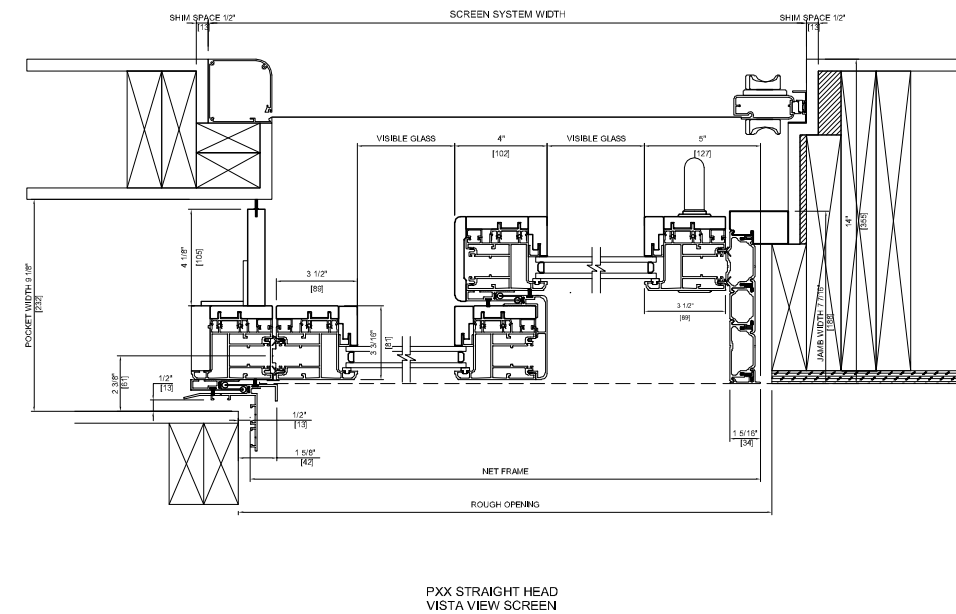 SHIM SPACE 1/2"
[13]
SCREEN SYSTEM WIDTH
SHIM SPACE 1/2"
[13]
VISIBLE GLASS
4"
[102]
VISIBLE GLASS
5"
[127]
14"
[355]
4 1/8"
[105]
3 1/2"
[89]
3 1/2"
[89]
POCKET WIDTH 9 1/8"
[232]
JAMB WIDTH 7 7/16"
[188]
3 3/16"
[81]
2 3/8"
[61]
1/2"
[13]
1/2"
[13]
1 5/8"
[42]
1 5/16"
[34]
NET FRAME
ROUGH OPENING
PXX STRAIGHT HEAD
VISTA VIEW SCREEN